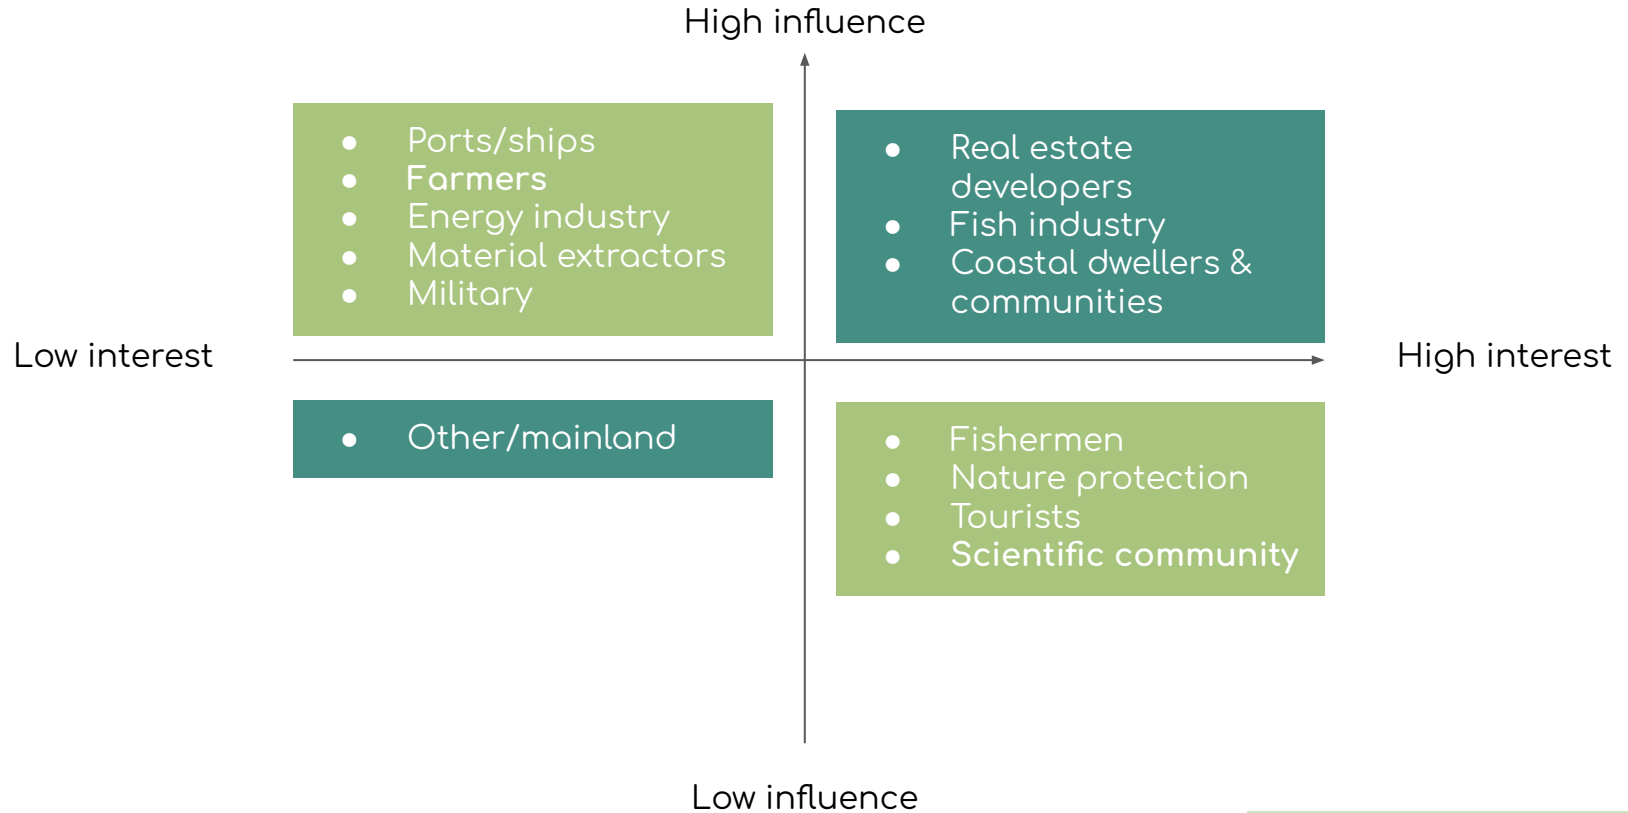 High influence
● Ports/ships
● Farmers
● Energy industry
● Material extractors
● Military
● Real estate
developers
● Fish industry
● Coastal dwellers &
communities
Low interest
High interest
● Other/mainland
● Fishermen
● Nature protection
● Tourists
● Scientific community
Low influence